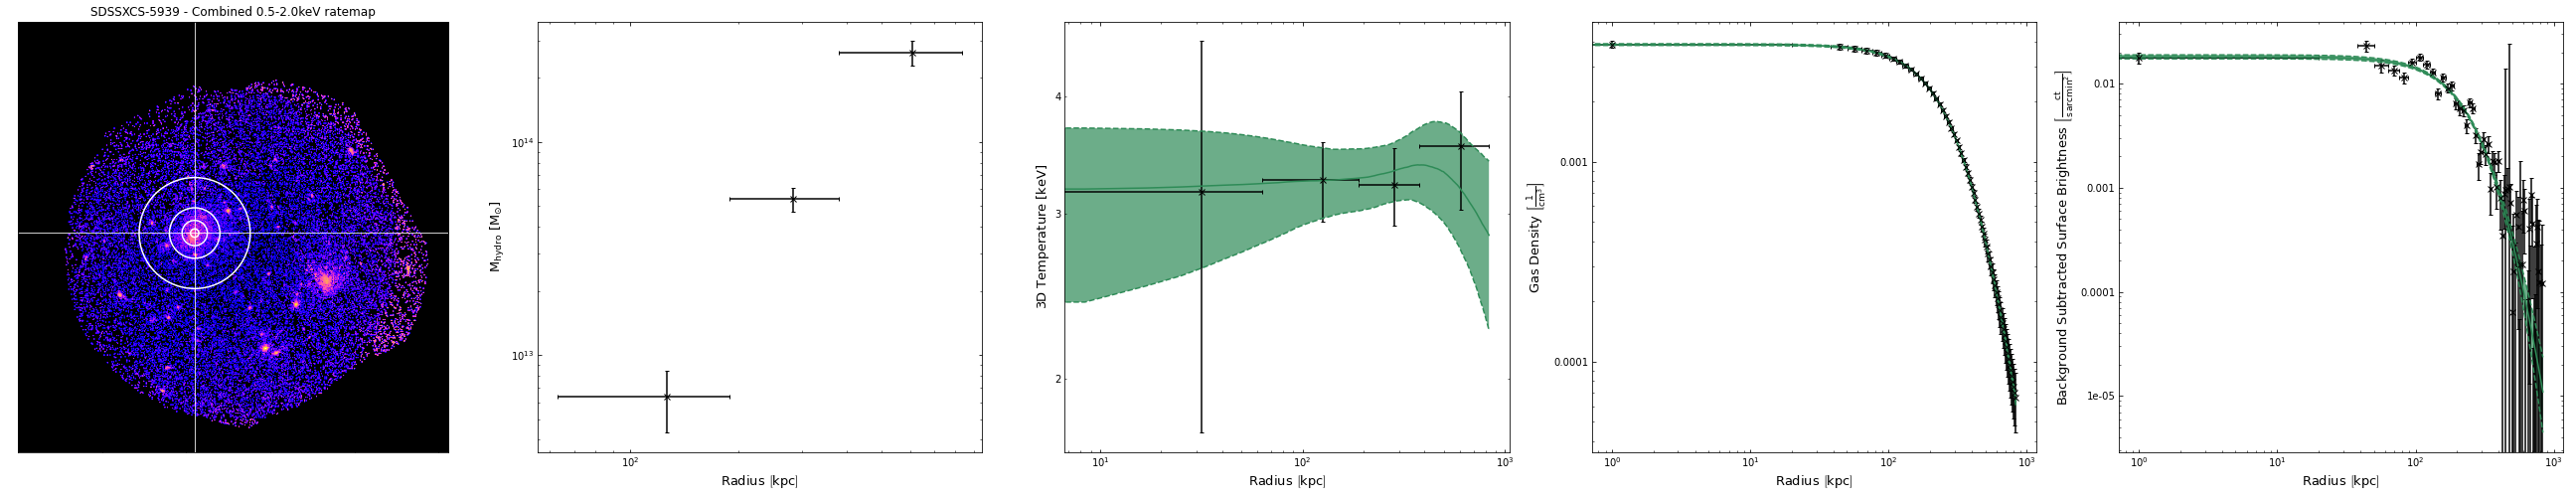 SDSSXCS-5939 - Combined 0.5-2.0keV ratemap
M_hydro [M_⊙]
10^14
10^13
10^2
Radius [kpc]
3D Temperature [keV]
4
3
2
10^1
10^2
10^3
Radius [kpc]
Gas Density [1/cm^3]
0.001
0.0001
10^0
10^1
10^2
10^3
Radius [kpc]
Background Subtracted Surface Brightness [ct/s arcmin^2]
0.01
0.001
0.0001
1e-05
10^0
10^1
10^2
10^3
Radius [kpc]